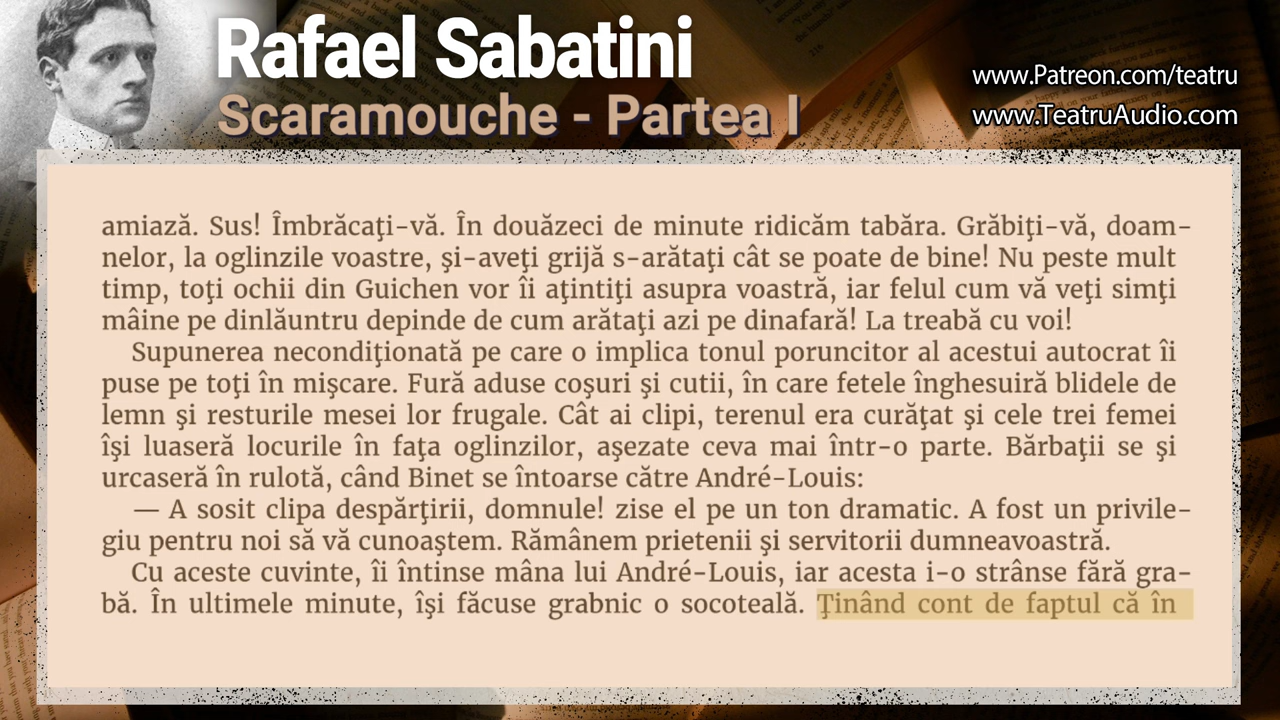 Rafael Sabatini
Scaramouche - Partea I
www.Patreon.com/teatru
www.TeatruAudio.com
amiază. Sus! Îmbrăcaţi-vă. În douăzeci de minute ridicăm tabăra. Grăbiţi-vă, doam-
nelor, la oglinzile voastre, şi-aveţi grijă s-arătaţi cât se poate de bine! Nu peste mult
timp, toţi ochii din Guichen vor îi aţintiţi asupra voastră, iar felul cum vă veţi simţi
mâine pe dinlăuntru depinde de cum arătaţi azi pe dinafară! La treabă cu voi!
Supunerea necondiţionată pe care o implica tonul poruncitor al acestui autocrat îi
puse pe toţi în mişcare. Fură aduse coşuri şi cutii, în care fetele înghesuiră blidele de
lemn şi resturile mesei lor frugale. Cât ai clipi, terenul era curăţat şi cele trei femei
îşi luaseră locurile în faţa oglinzilor, aşezate ceva mai într-o parte. Bărbaţii se şi
urcaseră în rulotă, când Binet se întoarse către André-Louis:
— A sosit clipa despărţirii, domnule! zise el pe un ton dramatic. A fost un privile-
giu pentru noi să vă cunoaştem. Rămânem prietenii şi servitorii dumneavoastră.
Cu aceste cuvinte, îi întinse mâna lui André-Louis, iar acesta i-o strânse fără gra-
bă. În ultimele minute, îşi făcuse grabnic o socoteală. Ţinând cont de faptul că în